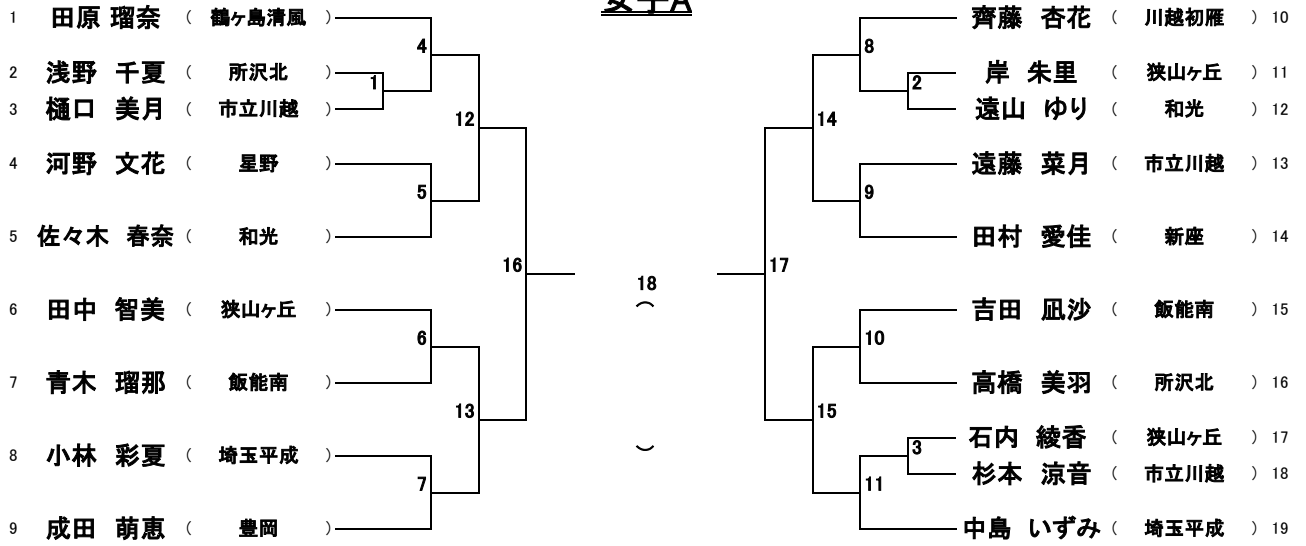 女子A
1 田原 瑠奈 ( 鶴ヶ島清風 )
2 浅野 千夏 ( 所沢北 )
3 樋口 美月 ( 市立川越 )
4 河野 文花 ( 星野 )
5 佐々木 春奈 ( 和光 )
6 田中 智美 ( 狭山ヶ丘 )
7 青木 瑠那 ( 飯能南 )
8 小林 彩夏 ( 埼玉平成 )
9 成田 萌恵 ( 豊岡 )
4
1
12
5
16
6
13
7
18
(
)
8
2
14
9
17
10
15
3
11
齊藤 杏花 ( 川越初雁 ) 10
岸 朱里 ( 狭山ヶ丘 ) 11
遠山 ゆり ( 和光 ) 12
遠藤 菜月 ( 市立川越 ) 13
田村 愛佳 ( 新座 ) 14
吉田 凪沙 ( 飯能南 ) 15
高橋 美羽 ( 所沢北 ) 16
石内 綾香 ( 狭山ヶ丘 ) 17
杉本 涼音 ( 市立川越 ) 18
中島 いずみ ( 埼玉平成 ) 19